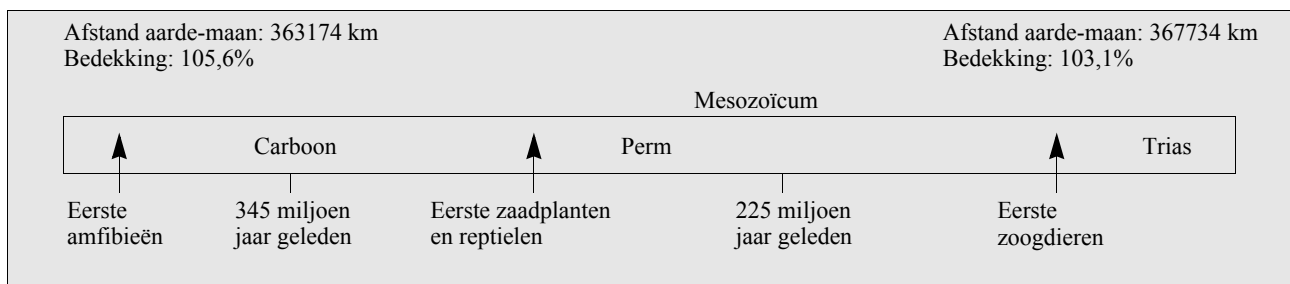 Afstand aarde-maan: 363174 km
Bedekking: 105,6%
Afstand aarde-maan: 367734 km
Bedekking: 103,1%
Mesozoïcum
Carboon Perm Trias
Eerste
amfibieën
345 miljoen
jaar geleden
Eerste zaadplanten
en reptielen
225 miljoen
jaar geleden
Eerste
zoogdieren